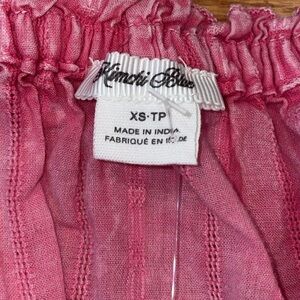 Kimchi Blue
XS·TP
MADE IN INDIA
FABRIQUÉ EN INDE